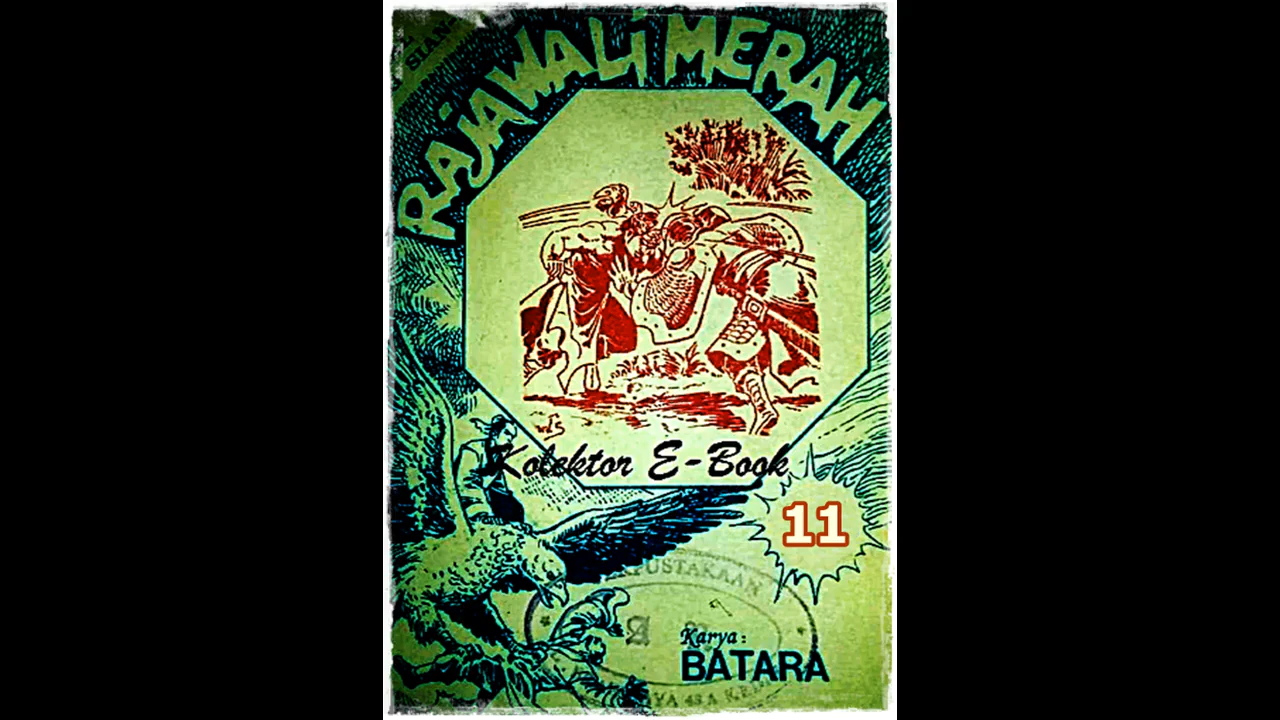 RAJAWALI MERAH
Kolektor E-Book
11
PERPUSTAKAAN
A
Karya :
BATARA